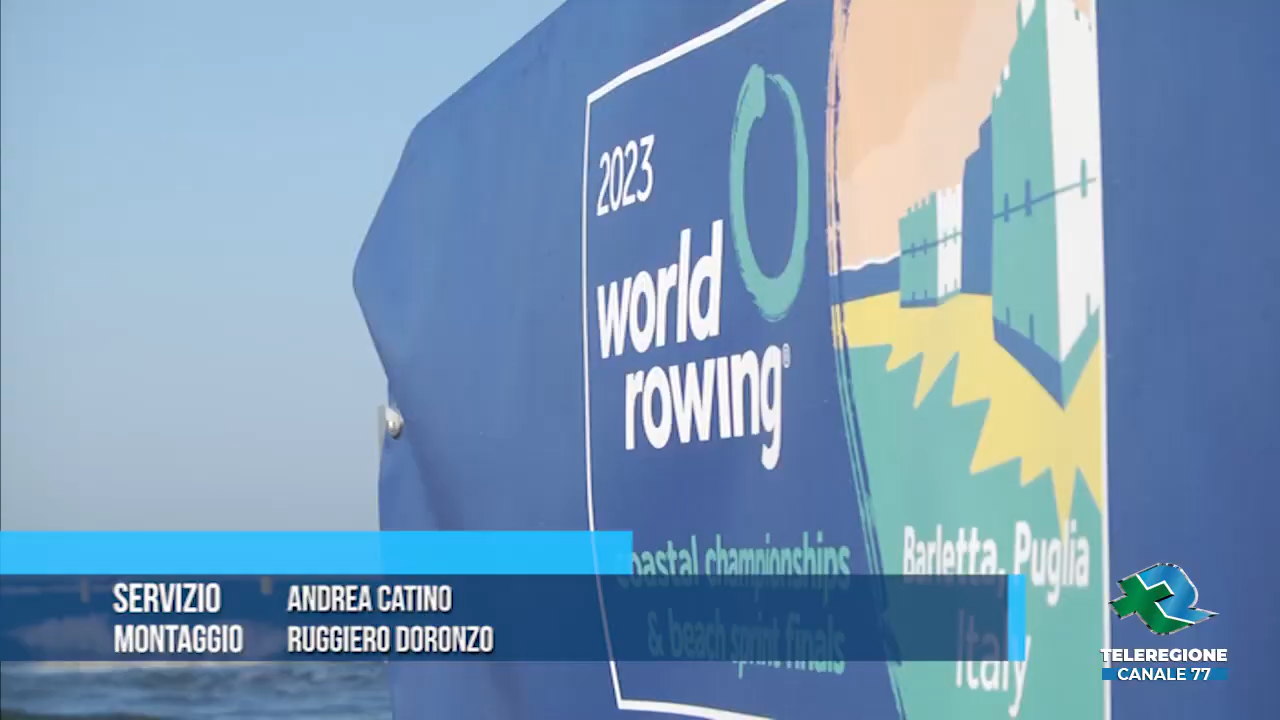 2023
world
rowing®
coastal championships
& beach sprint finals
Barletta, Puglia
Italy
SERVIZIO ANDREA CATINO
MONTAGGIO RUGGIERO DORONZO
TELEREGIONE
CANALE 77